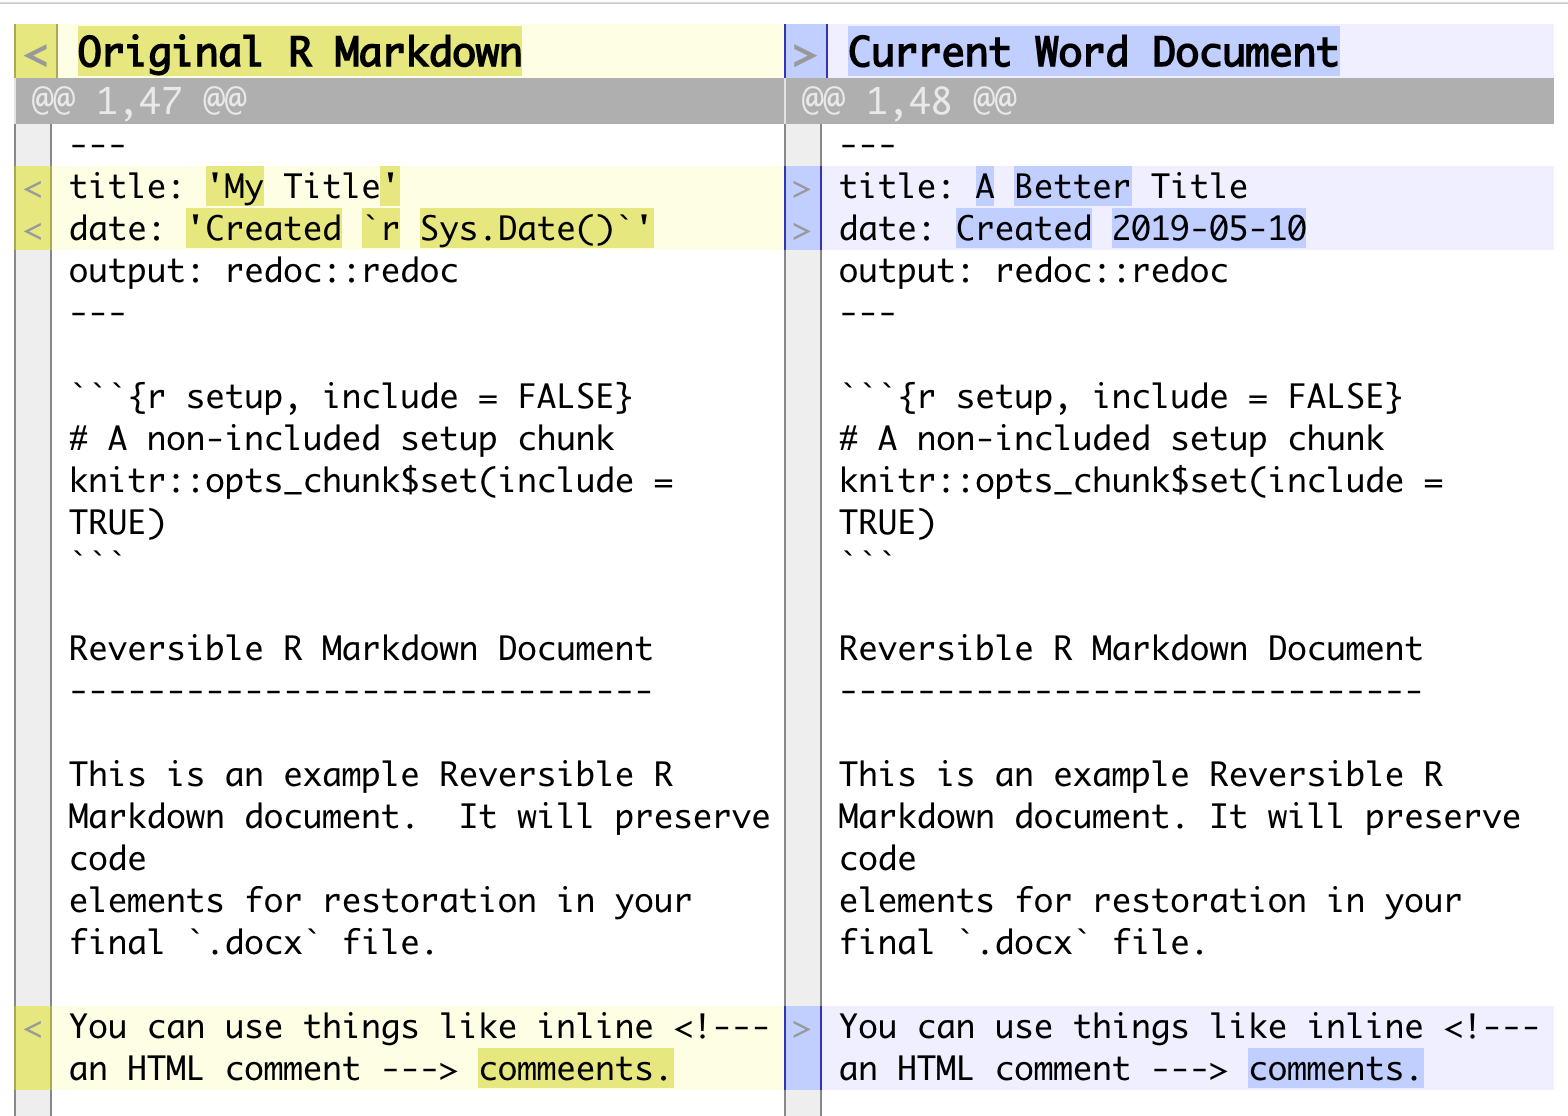 < Original R Markdown
@@ 1,47 @@
---
< title: 'My Title'
< date: 'Created `r Sys.Date()`'
output: redoc::redoc
---
```{r setup, include = FALSE}
# A non-included setup chunk
knitr::opts_chunk$set(include =
TRUE)
```
Reversible R Markdown Document
------------------------------
This is an example Reversible R
Markdown document.  It will preserve
code
elements for restoration in your
final `.docx` file.
< You can use things like inline <!---
an HTML comment ---> commeents.
> Current Word Document
@@ 1,48 @@
---
> title: A Better Title
> date: Created 2019-05-10
output: redoc::redoc
---
```{r setup, include = FALSE}
# A non-included setup chunk
knitr::opts_chunk$set(include =
TRUE)
```
Reversible R Markdown Document
------------------------------
This is an example Reversible R
Markdown document. It will preserve
code
elements for restoration in your
final `.docx` file.
> You can use things like inline <!---
an HTML comment ---> comments.